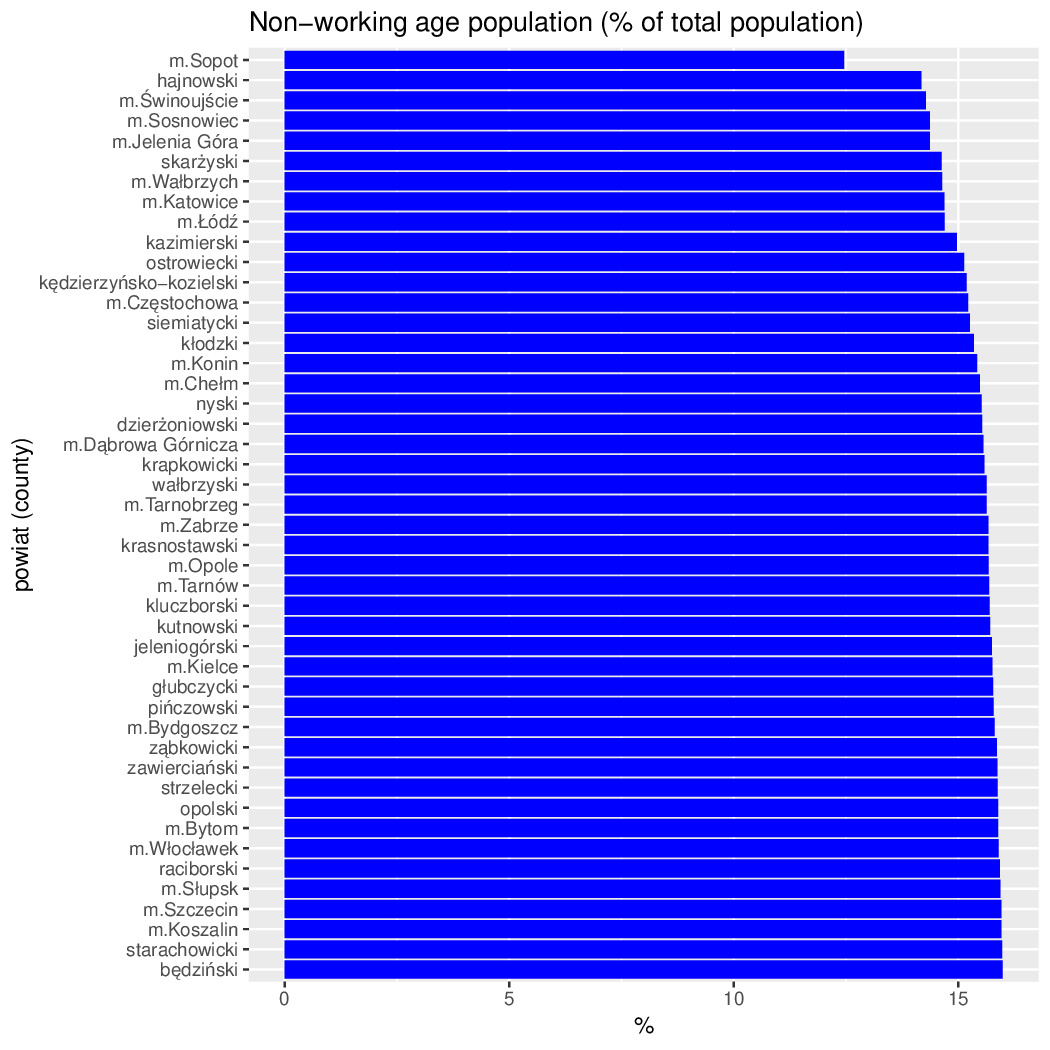 Non−working age population (% of total population)
m.Sopot
hajnowski
m.Świnoujście
m.Sosnowiec
m.Jelenia Góra
skarżyski
m.Wałbrzych
m.Katowice
m.Łódź
kazimierski
ostrowiecki
kędzierzyńsko−kozielski
m.Częstochowa
siemiatycki
kłodzki
m.Konin
m.Chełm
nyski
dzierżoniowski
m.Dąbrowa Górnicza
krapkowicki
wałbrzyski
m.Tarnobrzeg
m.Zabrze
krasnostawski
m.Opole
m.Tarnów
kluczborski
kutnowski
jeleniogórski
m.Kielce
głubczycki
pińczowski
m.Bydgoszcz
ząbkowicki
zawierciański
strzelecki
opolski
m.Bytom
m.Włocławek
raciborski
m.Słupsk
m.Szczecin
m.Koszalin
starachowicki
będziński
powiat (county)
0 5 10 15
%